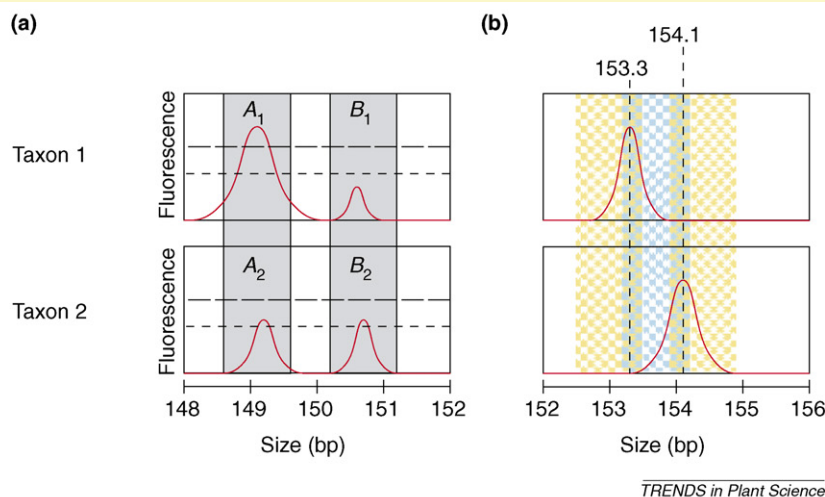 (a)
(b)
154.1
153.3
Taxon 1
Fluorescence
A1
B1
Taxon 2
Fluorescence
A2
B2
148 149 150 151 152
152 153 154 155 156
Size (bp)
Size (bp)
TRENDS in Plant Science